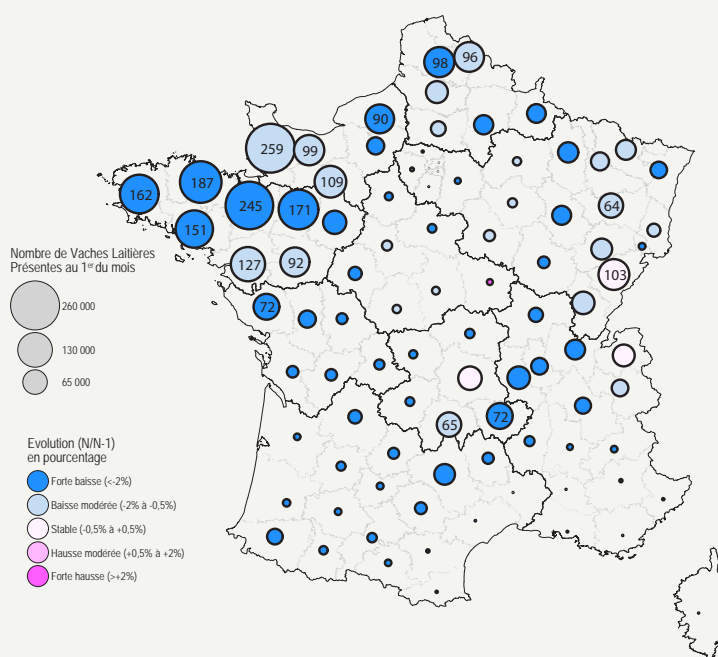 98
96
90
259
99
109
187
162
245
171
151
64
127
92
103
72
72
65
Nombre de Vaches Laitières
Présentes au 1er du mois
260 000
130 000
65 000
Evolution (N/N-1)
en pourcentage
Forte baisse (<-2%)
Baisse modérée (-2% à -0,5%)
Stable (-0,5% à +0,5%)
Hausse modérée (+0,5% à +2%)
Forte hausse (>+2%)